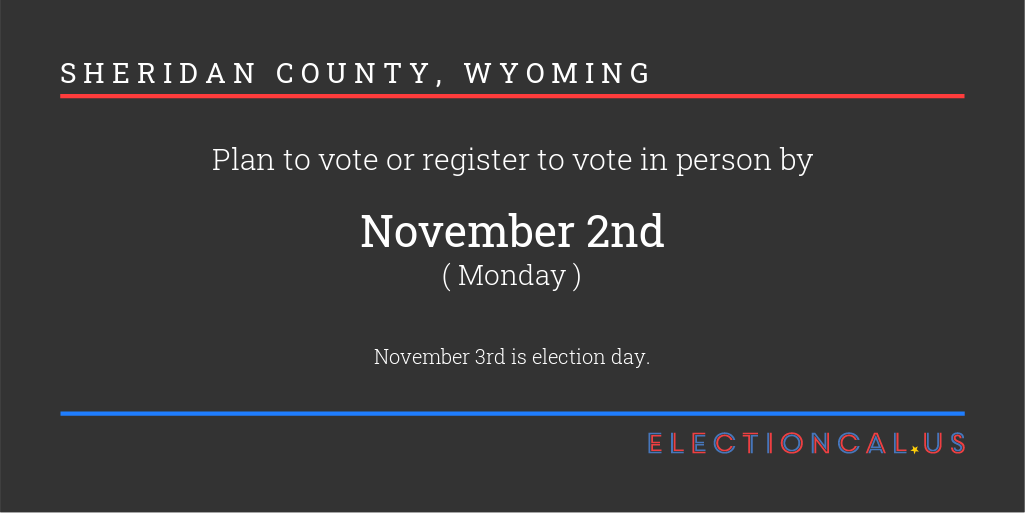 SHERIDAN COUNTY, WYOMING
Plan to vote or register to vote in person by
November 2nd
( Monday )
November 3rd is election day.
ELECTIONCAL★US